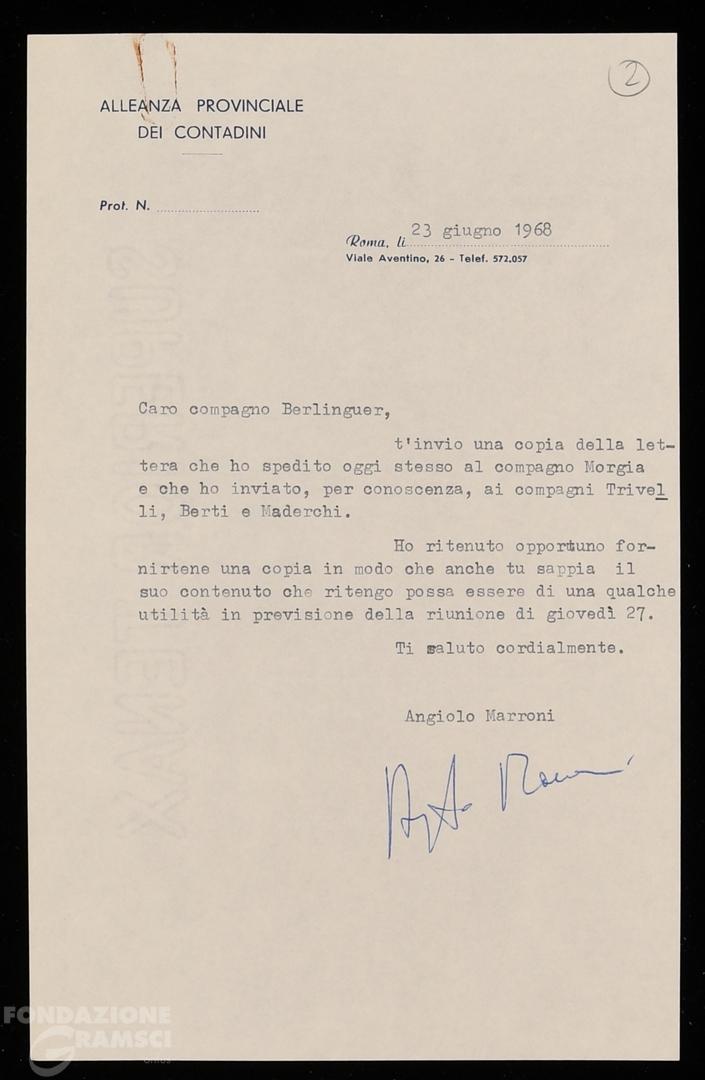 2
ALLEANZA PROVINCIALE
DEI CONTADINI
Prot. N. ..........................
Roma, li 23 giugno 1968
Viale Aventino, 26 - Telef. 572.057
Caro compagno Berlinguer,
t'invio una copia della let-
tera che ho spedito oggi stesso al compagno Morgia
e che ho inviato, per conoscenza, ai compagni Trivel
li, Berti e Maderchi.
Ho ritenuto opportuno for-
nirtene una copia in modo che anche tu sappia il
suo contenuto che ritengo possa essere di una qualche
utilità in previsione della riunione di giovedì 27.
Ti saluto cordialmente.
Angiolo Marroni
FONDAZIONE
GRAMSCI